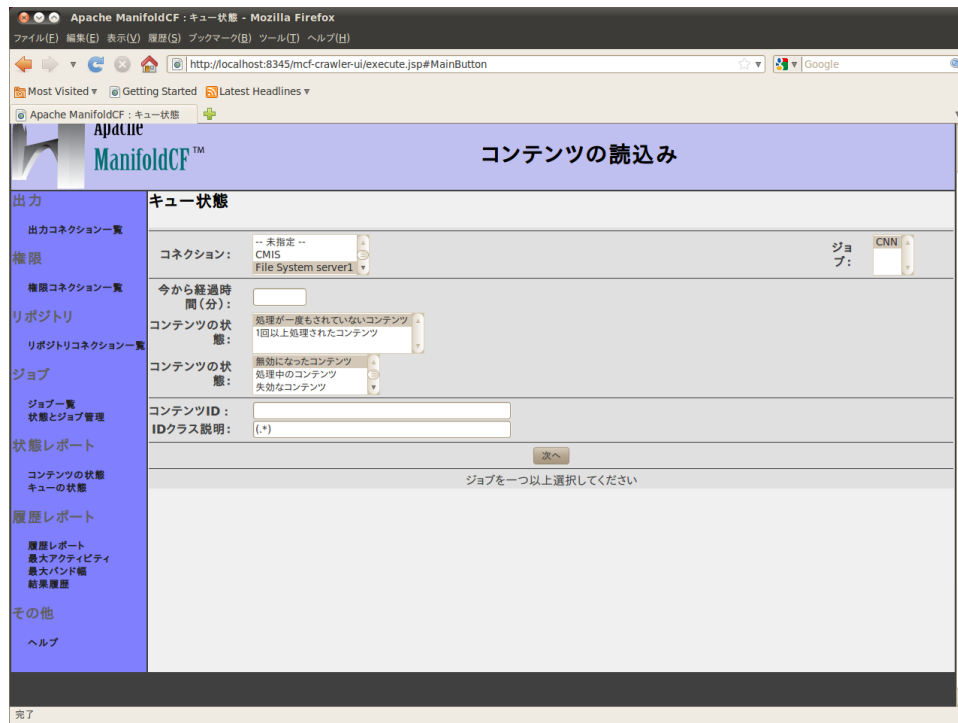 Apache ManifoldCF : キュー状態 - Mozilla Firefox
ファイル(F) 編集(E) 表示(V) 履歴(S) ブックマーク(B) ツール(T) ヘルプ(H)
http://localhost:8345/mcf-crawler-ui/execute.jsp#MainButton
Google
Most Visited
Getting Started
Latest Headlines
Apache ManifoldCF : キュー状態
Apache
ManifoldCF™
コンテンツの読込み
出力
出力コネクション一覧
権限
権限コネクション一覧
リポジトリ
リポジトリコネクション一覧
ジョブ
ジョブ一覧
状態とジョブ管理
状態レポート
コンテンツの状態
キューの状態
履歴レポート
履歴レポート
最大アクティビティ
最大バンド幅
結果履歴
その他
ヘルプ
キュー状態
コネクション:
-- 未指定 --
CMIS
File System server1
ジョ
ブ:
CNN
今から経過時
間(分):
コンテンツの状
態:
処理が一度もされていないコンテンツ
1回以上処理されたコンテンツ
コンテンツの状
態:
無効になったコンテンツ
処理中のコンテンツ
失効なコンテンツ
コンテンツID:
IDクラス説明:
(.*)
次へ
ジョブを一つ以上選択してください
完了